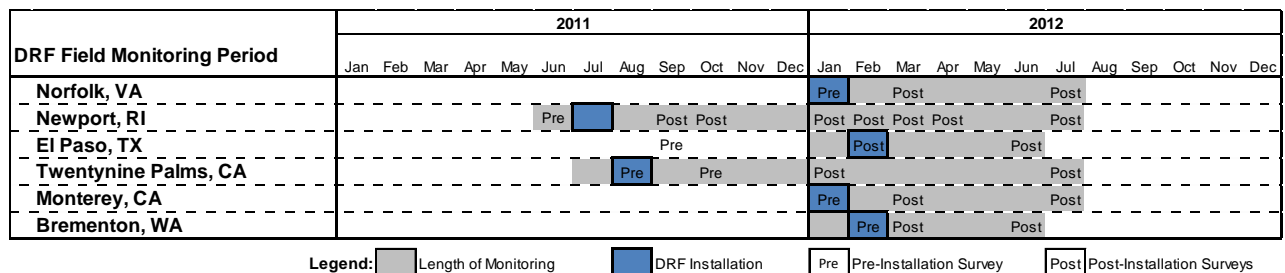 2011 2012
DRF Field Monitoring Period
Jan Feb Mar Apr May Jun Jul Aug Sep Oct Nov Dec Jan Feb Mar Apr May Jun Jul Aug Sep Oct Nov Dec
Norfolk, VA Pre Post Post
Newport, RI Pre Post Post Post Post Post Post Post
El Paso, TX Pre Post Post
Twentynine Palms, CA Pre Pre Post Post
Monterey, CA Pre Post Post
Brementon, WA Pre Post Post
Legend: Length of Monitoring DRF Installation Pre Pre-Installation Survey Post Post-Installation Surveys